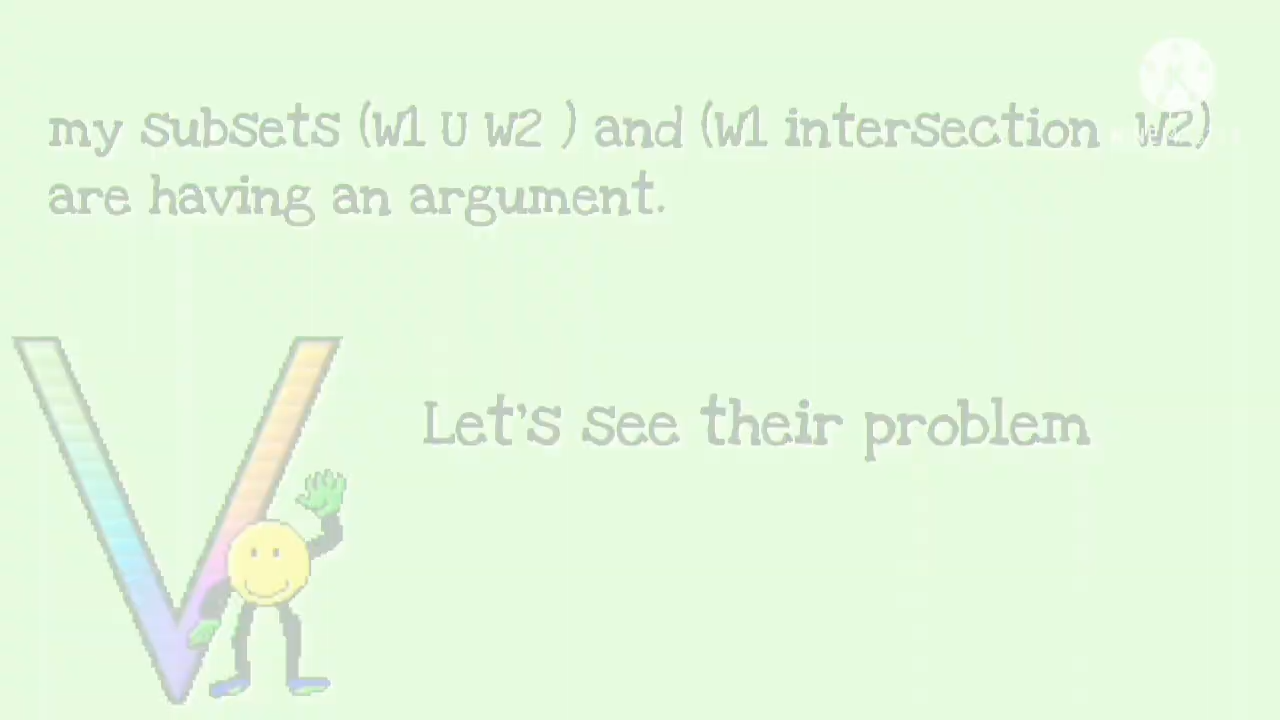 my subsets (W1 U W2 ) and (W1 intersection W2)
are having an argument.
Let's see their problem
V